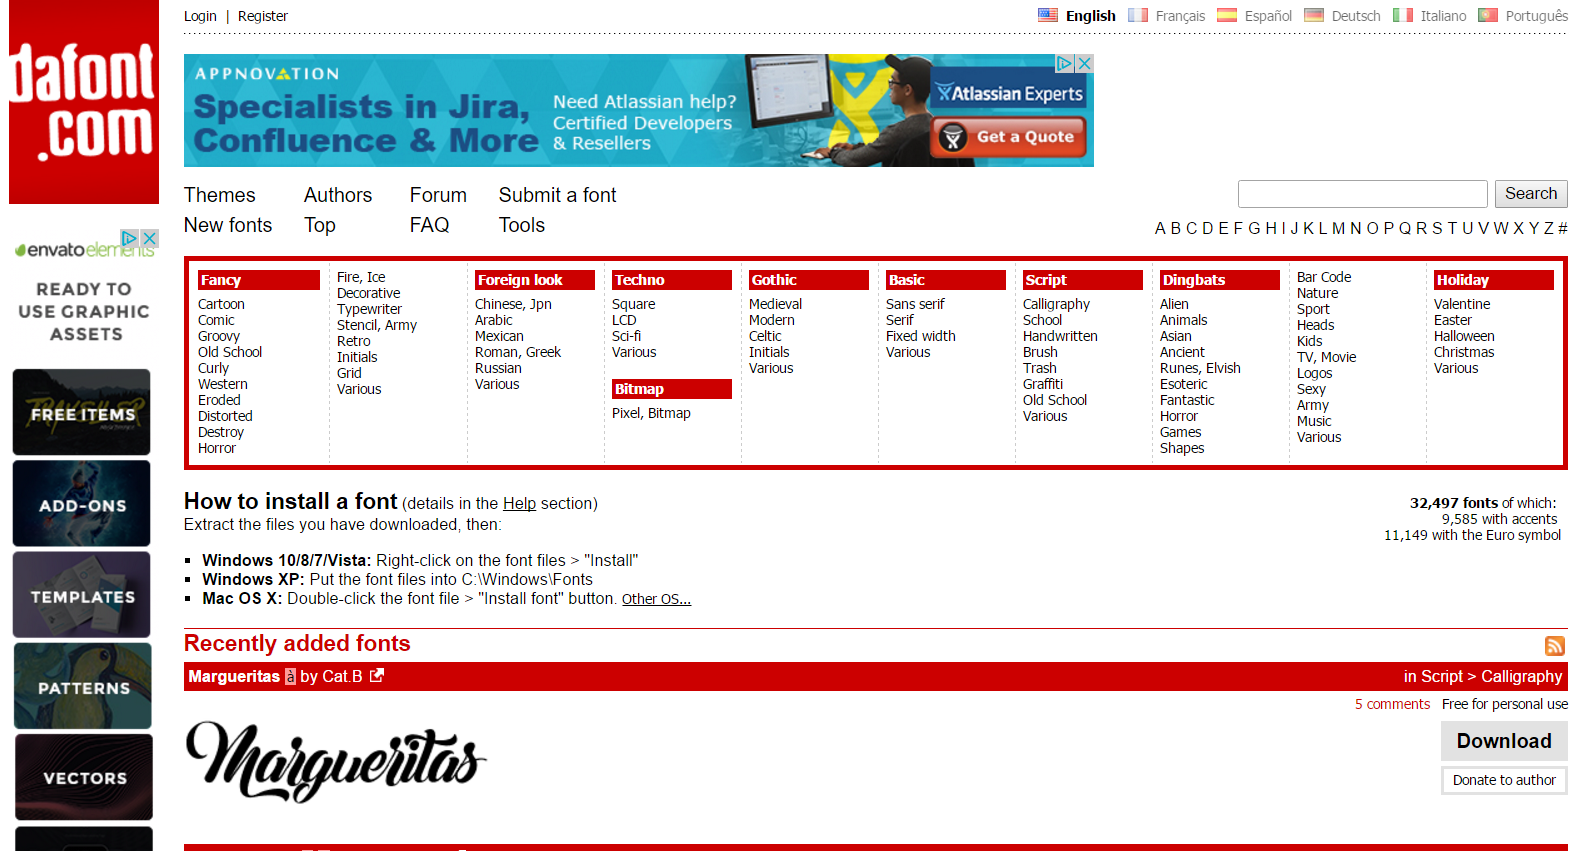 dafont
.com
Login | Register
English Français Español Deutsch Italiano Português
APPNOVATION
Specialists in Jira,
Confluence & More
Need Atlassian help?
Certified Developers
& Resellers
Atlassian Experts
Get a Quote
Themes Authors Forum Submit a font
New fonts Top FAQ Tools
Search
A B C D E F G H I J K L M N O P Q R S T U V W X Y Z #
envato elements
READY TO
USE GRAPHIC
ASSETS
FREE ITEMS
ADD-ONS
TEMPLATES
PATTERNS
VECTORS
Fancy
Cartoon
Comic
Groovy
Old School
Curly
Western
Eroded
Distorted
Destroy
Horror
Fire, Ice
Decorative
Typewriter
Stencil, Army
Retro
Initials
Grid
Various
Foreign look
Chinese, Jpn
Arabic
Mexican
Roman, Greek
Russian
Various
Techno
Square
LCD
Sci-fi
Various
Bitmap
Pixel, Bitmap
Gothic
Medieval
Modern
Celtic
Initials
Various
Basic
Sans serif
Serif
Fixed width
Various
Script
Calligraphy
School
Handwritten
Brush
Trash
Graffiti
Old School
Various
Dingbats
Alien
Animals
Asian
Ancient
Runes, Elvish
Esoteric
Fantastic
Horror
Games
Shapes
Bar Code
Nature
Sport
Heads
Kids
TV, Movie
Logos
Sexy
Army
Music
Various
Holiday
Valentine
Easter
Halloween
Christmas
Various
How to install a font (details in the Help section)
Extract the files you have downloaded, then:
Windows 10/8/7/Vista: Right-click on the font files > "Install"
Windows XP: Put the font files into C:\Windows\Fonts
Mac OS X: Double-click the font file > "Install font" button. Other OS...
32,497 fonts of which:
9,585 with accents
11,149 with the Euro symbol
Recently added fonts
Margueritas à by Cat.B in Script > Calligraphy
5 comments Free for personal use
Margueritas
Download
Donate to author